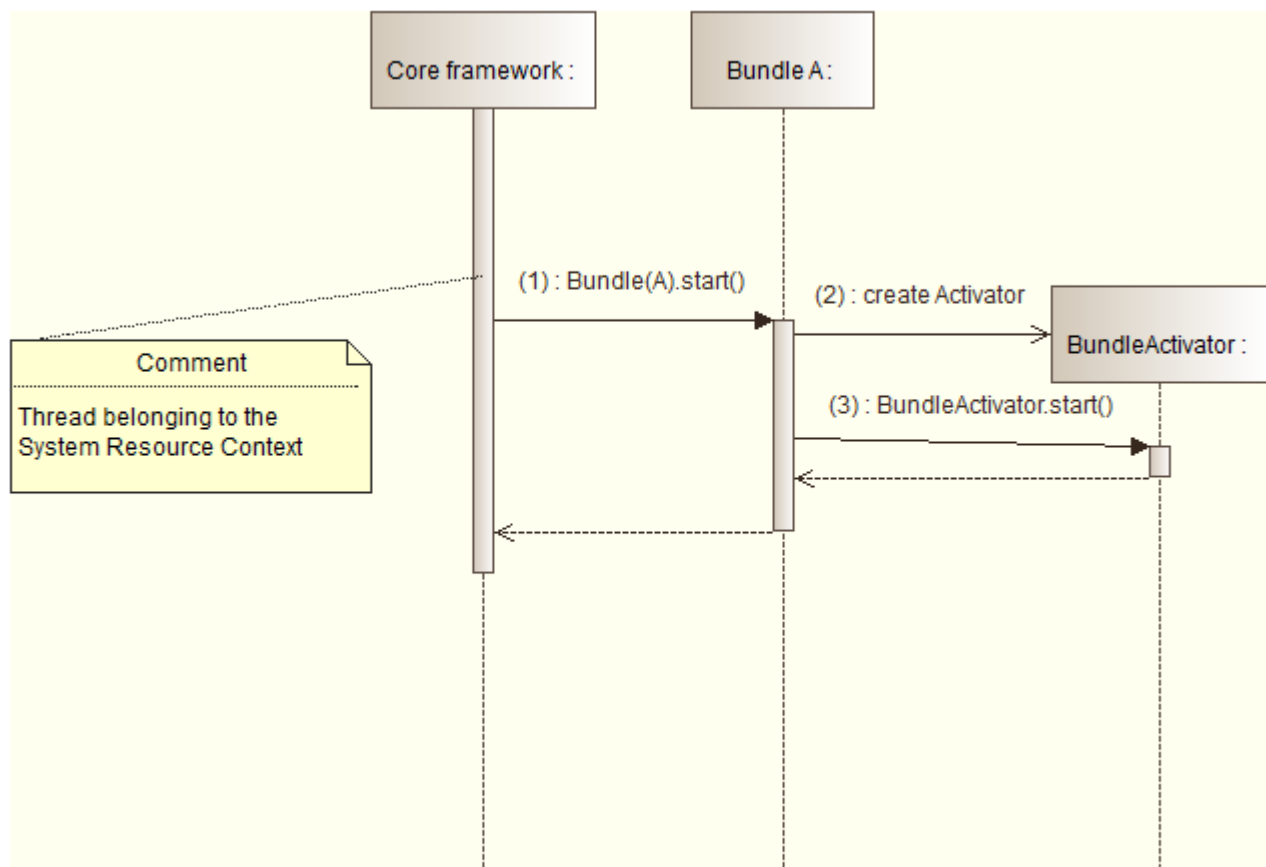 Core framework :
Bundle A:
(1) : Bundle(A).start()
(2) : create Activator
BundleActivator :
Comment
(3) : BundleActivator.start()
Thread belonging to the
System Resource Context